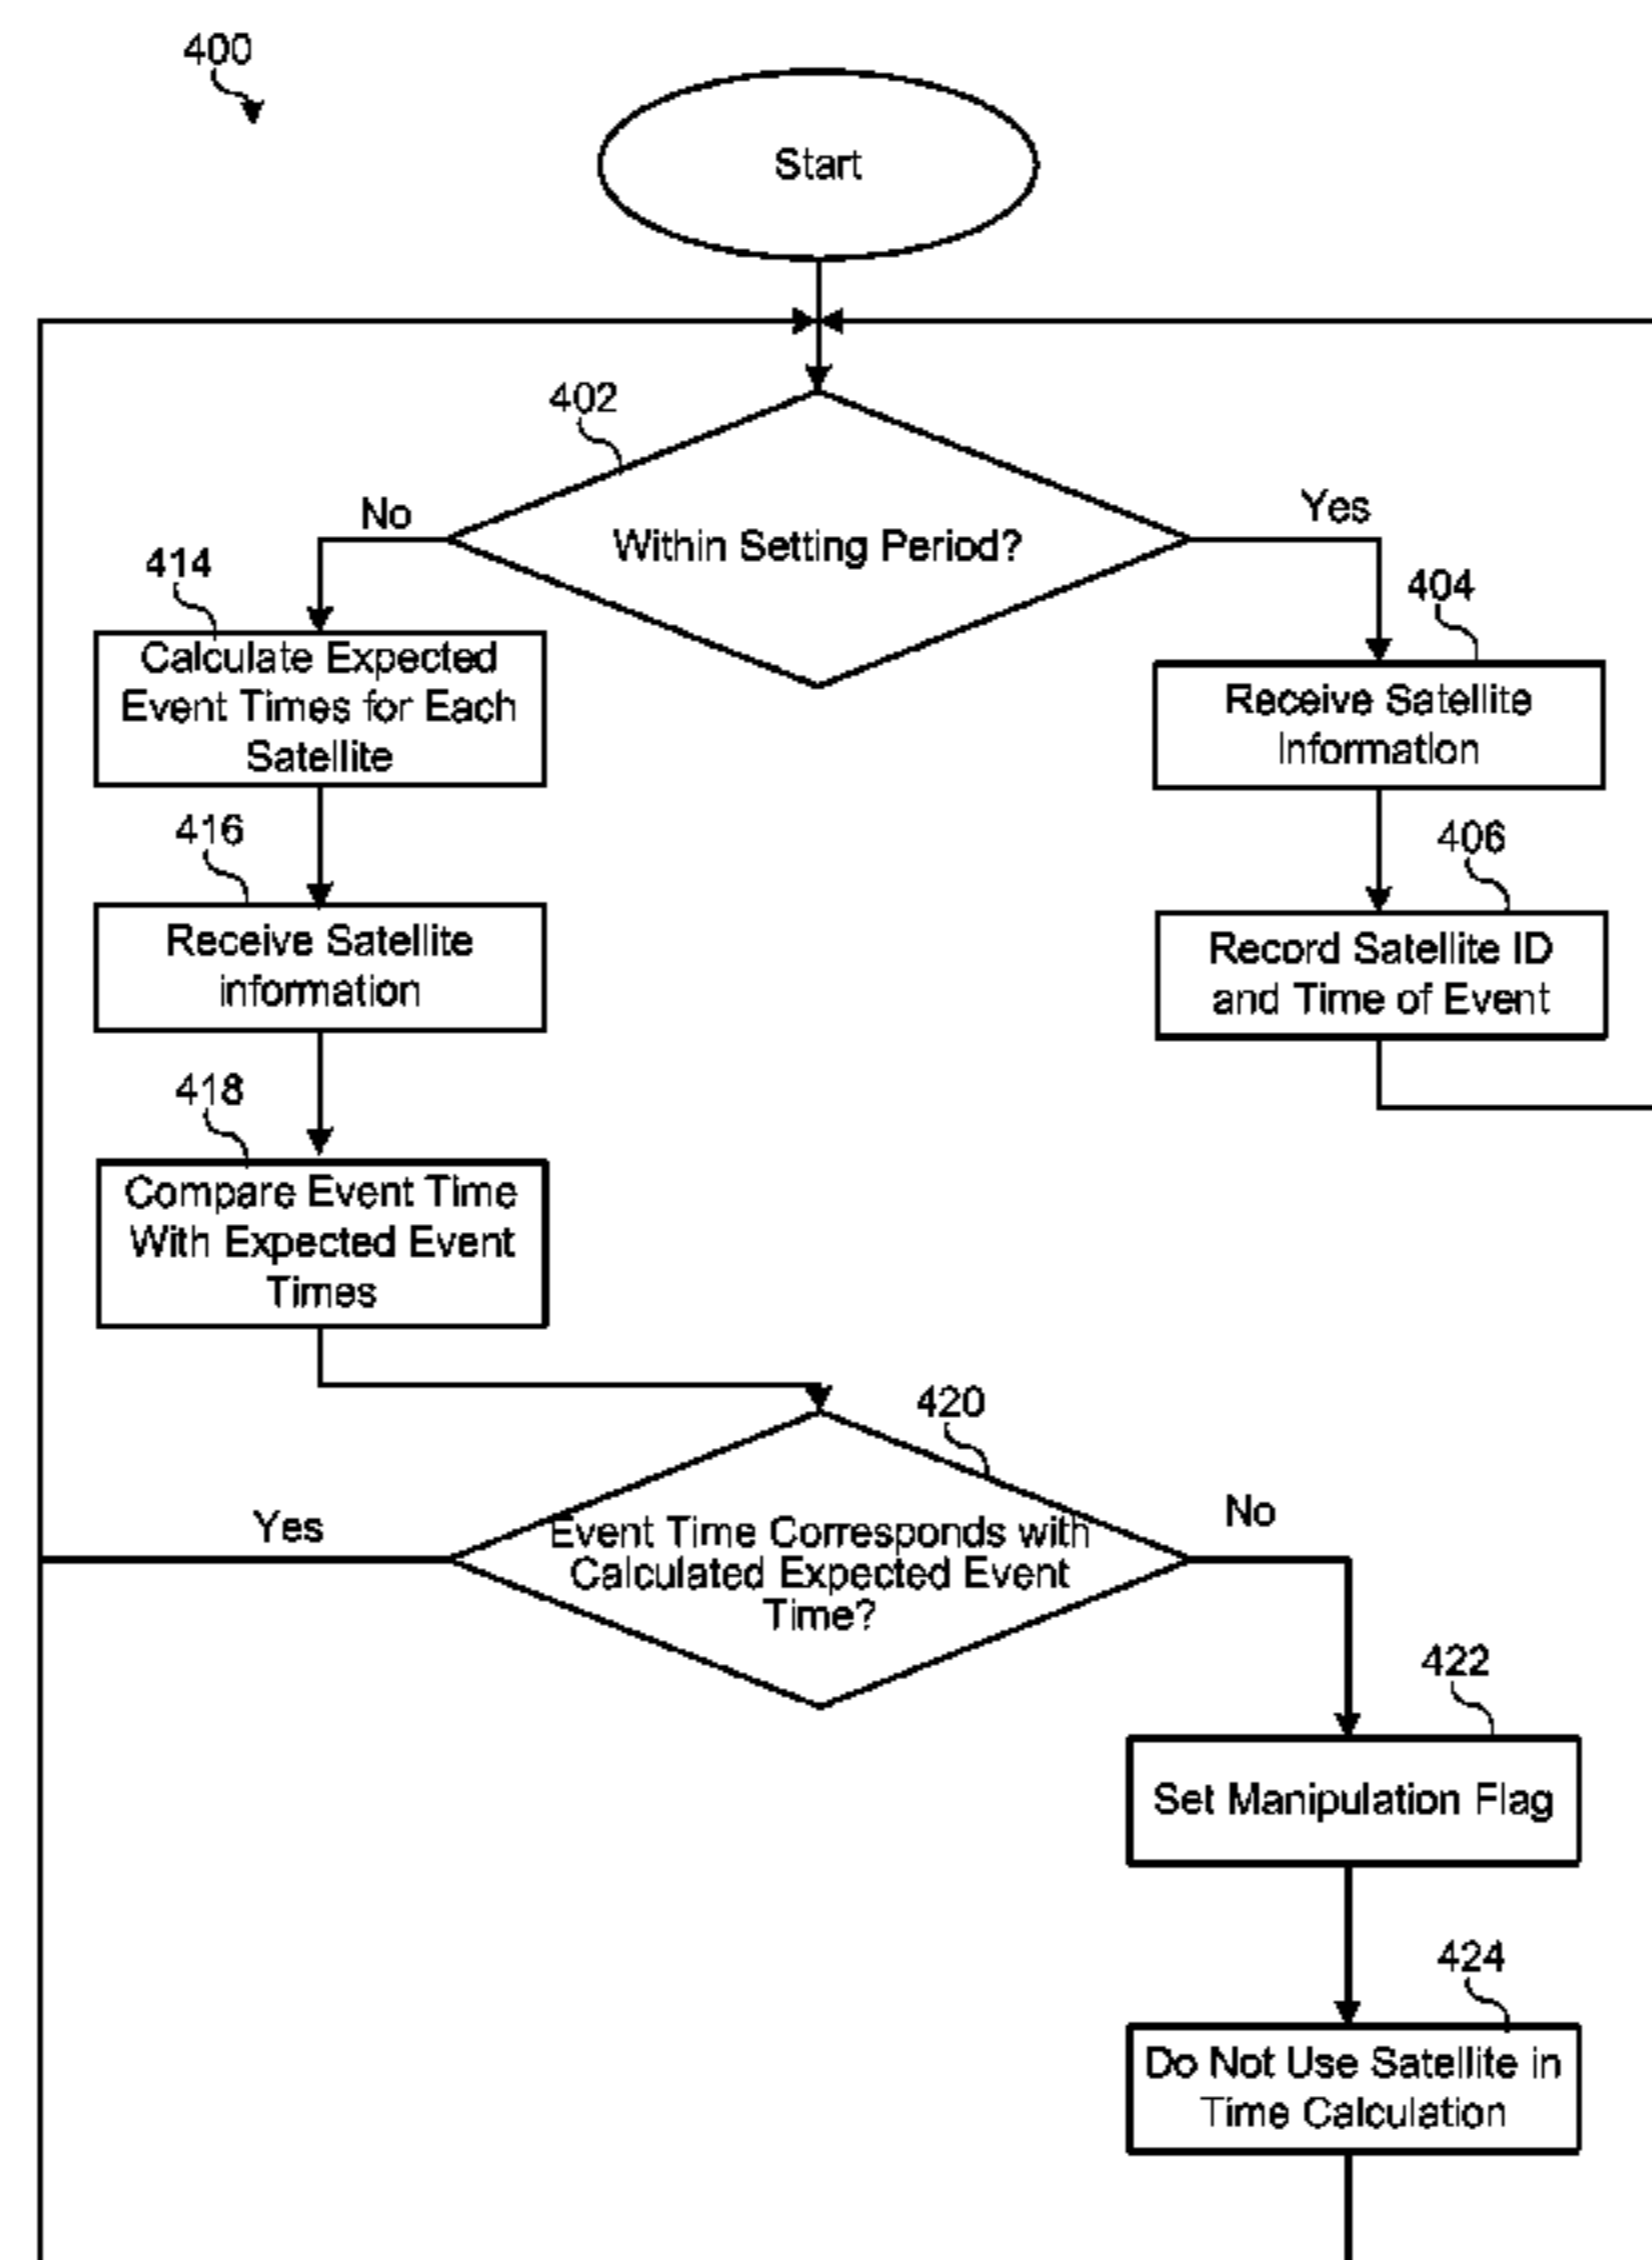 400
Start
402
No
Within Setting Period?
Yes
414
Calculate Expected
Event Times for Each
Satellite
404
Receive Satellite
Information
416
Receive Satellite
information
406
Record Satellite ID
and Time of Event
418
Compare Event Time
With Expected Event
Times
420
Yes
Event Time Corresponds with
Calculated Expected Event
Time?
No
422
Set Manipulation Flag
424
Do Not Use Satellite in
Time Calculation